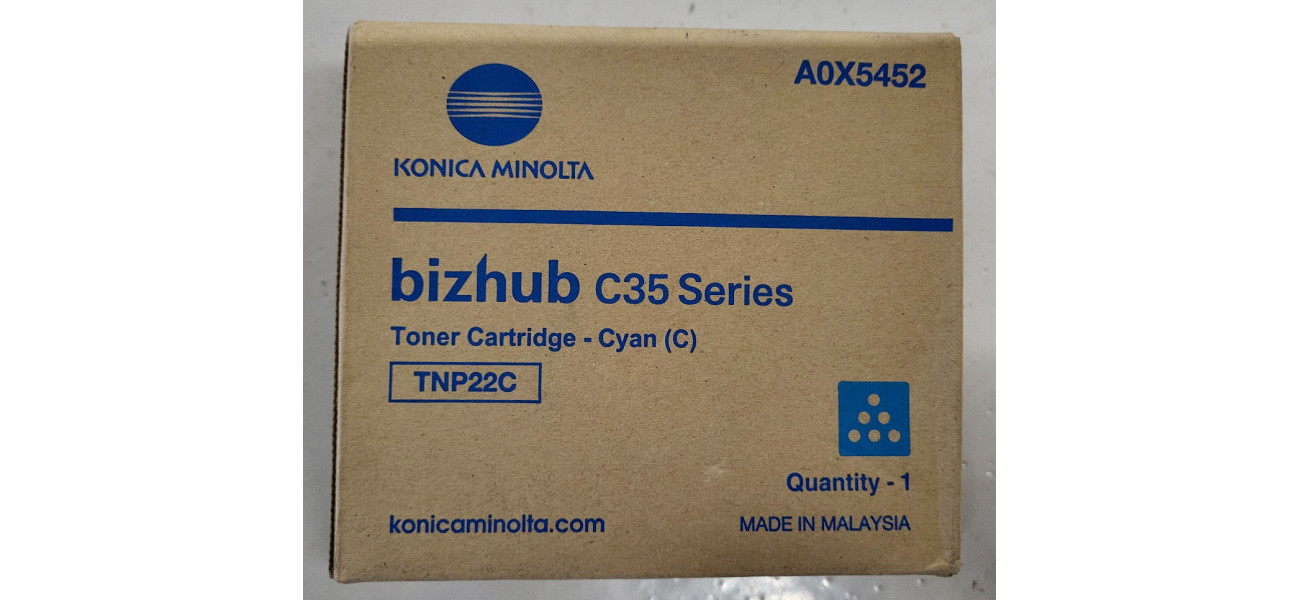 A0X5452
KONICA MINOLTA
bizhub C35 Series
Toner Cartridge - Cyan (C)
TNP22C
Quantity - 1
konicaminolta.com
MADE IN MALAYSIA